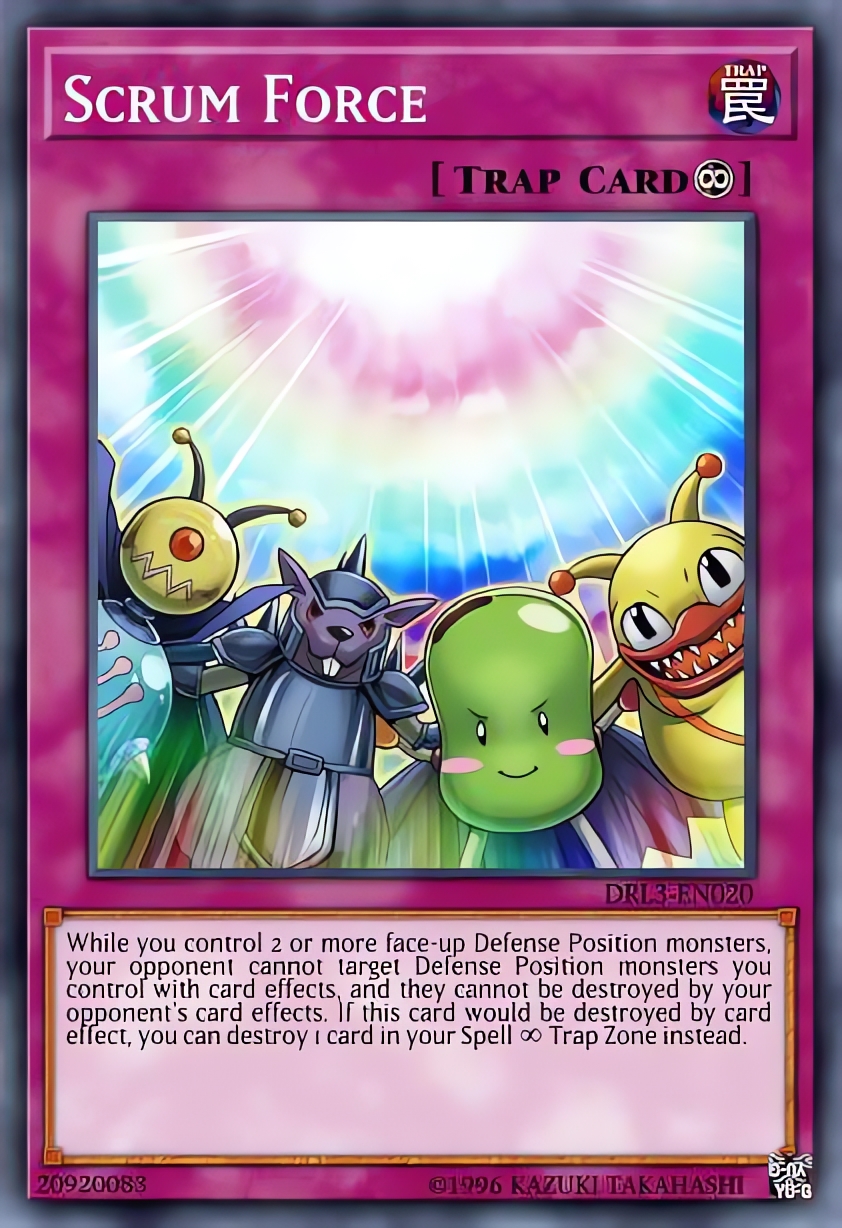 Scrum Force
TRAP
罠
[Trap Card∞]
DRL3-EN020
While you control 2 or more face-up Defense Position monsters,
your opponent cannot target Defense Position monsters you
control with card effects, and they cannot be destroyed by your
opponent's card effects. If this card would be destroyed by card
effect, you can destroy 1 card in your Spell ∞ Trap Zone instead.
20920083
©1996 KAZUKI TAKAHASHI